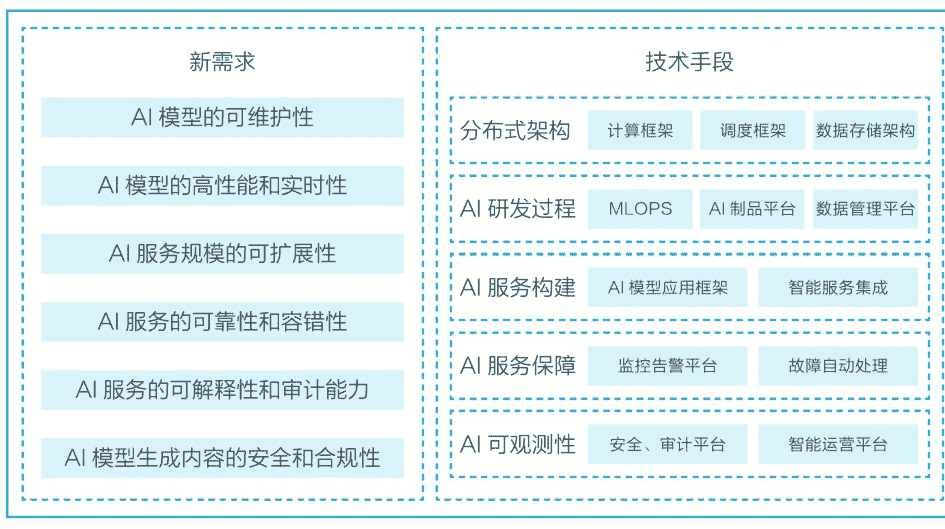 新需求
AI 模型的可维护性
AI 模型的高性能和实时性
AI 服务规模的可扩展性
AI 服务的可靠性和容错性
AI 服务的可解释性和审计能力
AI 模型生成内容的安全和合规性
技术手段
分布式架构 计算框架 调度框架 数据存储架构
AI 研发过程 MLOPS AI 制品平台 数据管理平台
AI 服务构建 AI 模型应用框架 智能服务集成
AI 服务保障 监控告警平台 故障自动处理
AI 可观测性 安全、审计平台 智能运营平台